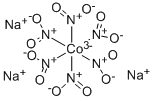 O O⁻
Na⁺ ⁻O N⁺ O⁻
O N⁺ N⁺ O
Co³⁻
O N⁺ N⁺ O
Na⁺ O⁻ N⁺ O⁻ Na⁺
O O⁻